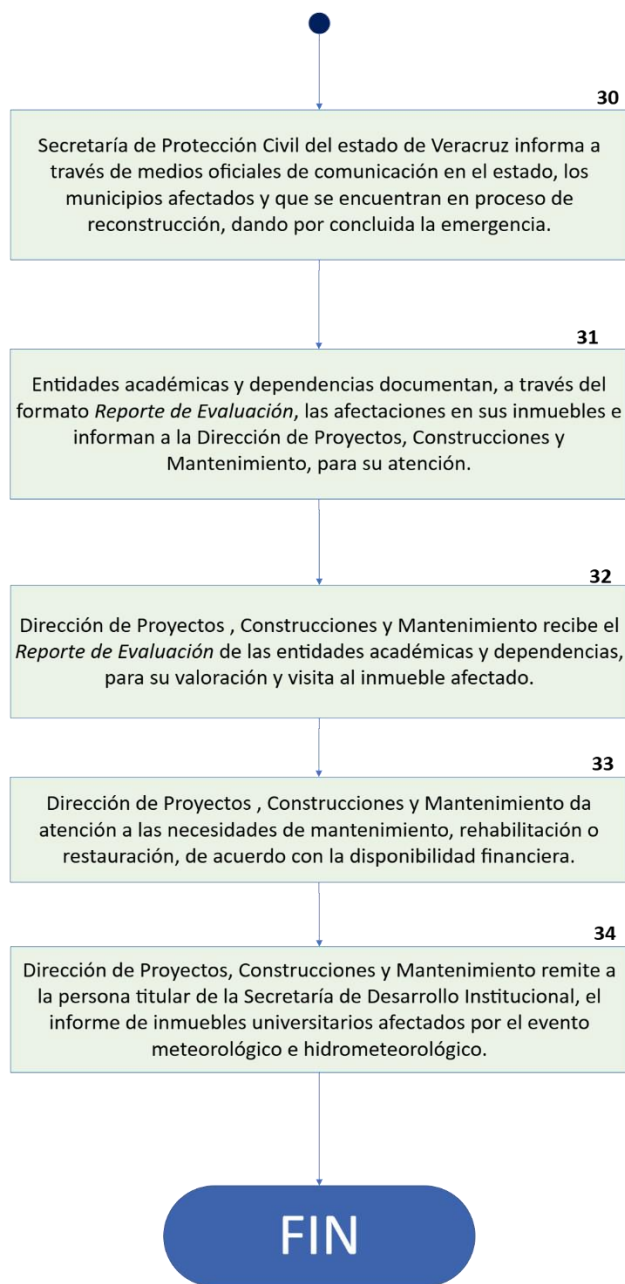 30
Secretaría de Protección Civil del estado de Veracruz informa a
través de medios oficiales de comunicación en el estado, los
municipios afectados y que se encuentran en proceso de
reconstrucción, dando por concluida la emergencia.
31
Entidades académicas y dependencias documentan, a través del
formato Reporte de Evaluación, las afectaciones en sus inmuebles e
informan a la Dirección de Proyectos, Construcciones y
Mantenimiento, para su atención.
32
Dirección de Proyectos , Construcciones y Mantenimiento recibe el
Reporte de Evaluación de las entidades académicas y dependencias,
para su valoración y visita al inmueble afectado.
33
Dirección de Proyectos , Construcciones y Mantenimiento da
atención a las necesidades de mantenimiento, rehabilitación o
restauración, de acuerdo con la disponibilidad financiera.
34
Dirección de Proyectos, Construcciones y Mantenimiento remite a
la persona titular de la Secretaría de Desarrollo Institucional, el
informe de inmuebles universitarios afectados por el evento
meteorológico e hidrometeorológico.
FIN